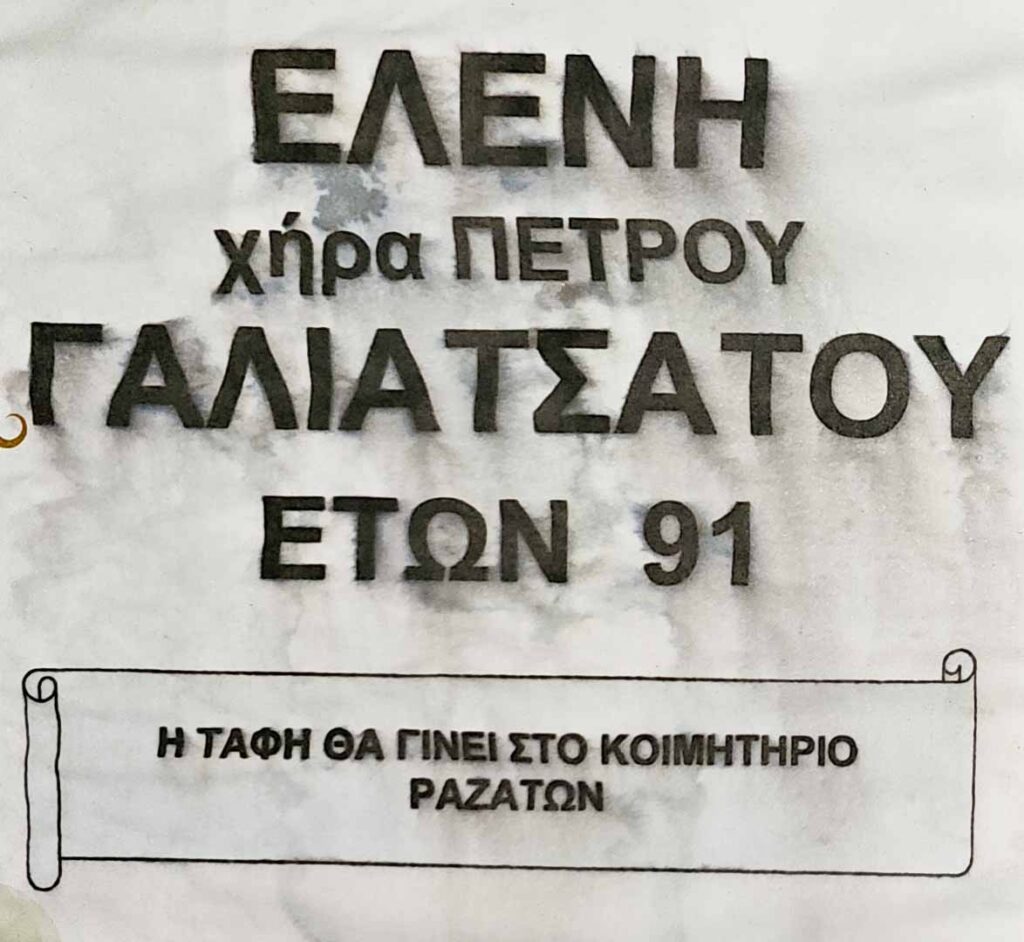 ΕΛΕΝΗ
χήρα ΠΕΤΡΟΥ
ΓΑΛΙΑΤΣΑΤΟΥ
ΕΤΩΝ 91
Η ΤΑΦΗ ΘΑ ΓΙΝΕΙ ΣΤΟ ΚΟΙΜΗΤΗΡΙΟ
ΡΑΖΑΤΩΝ